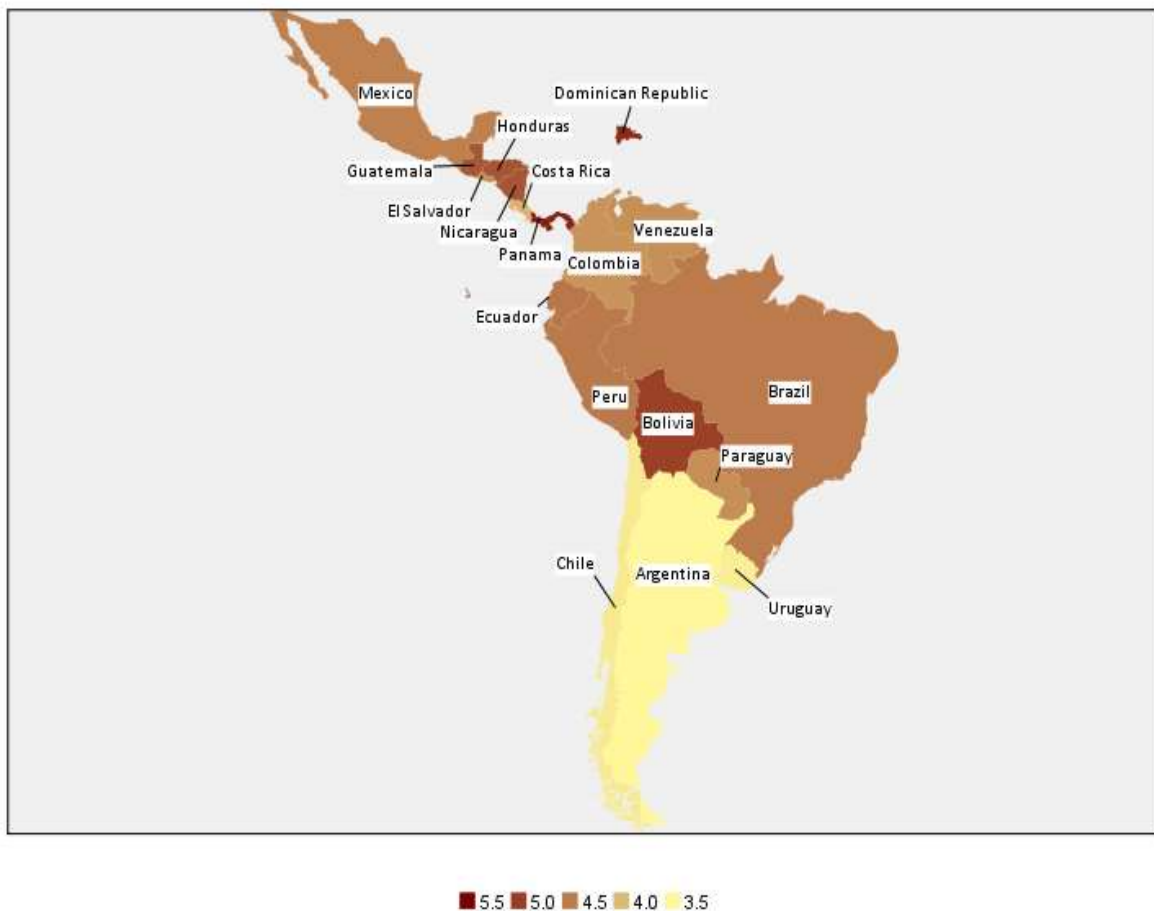 Mexico
Dominican Republic
Honduras
Guatemala
Costa Rica
El Salvador
Nicaragua
Venezuela
Panama
Colombia
Ecuador
Peru
Brazil
Bolivia
Paraguay
Chile
Argentina
Uruguay
5.5 5.0 4.5 4.0 3.5